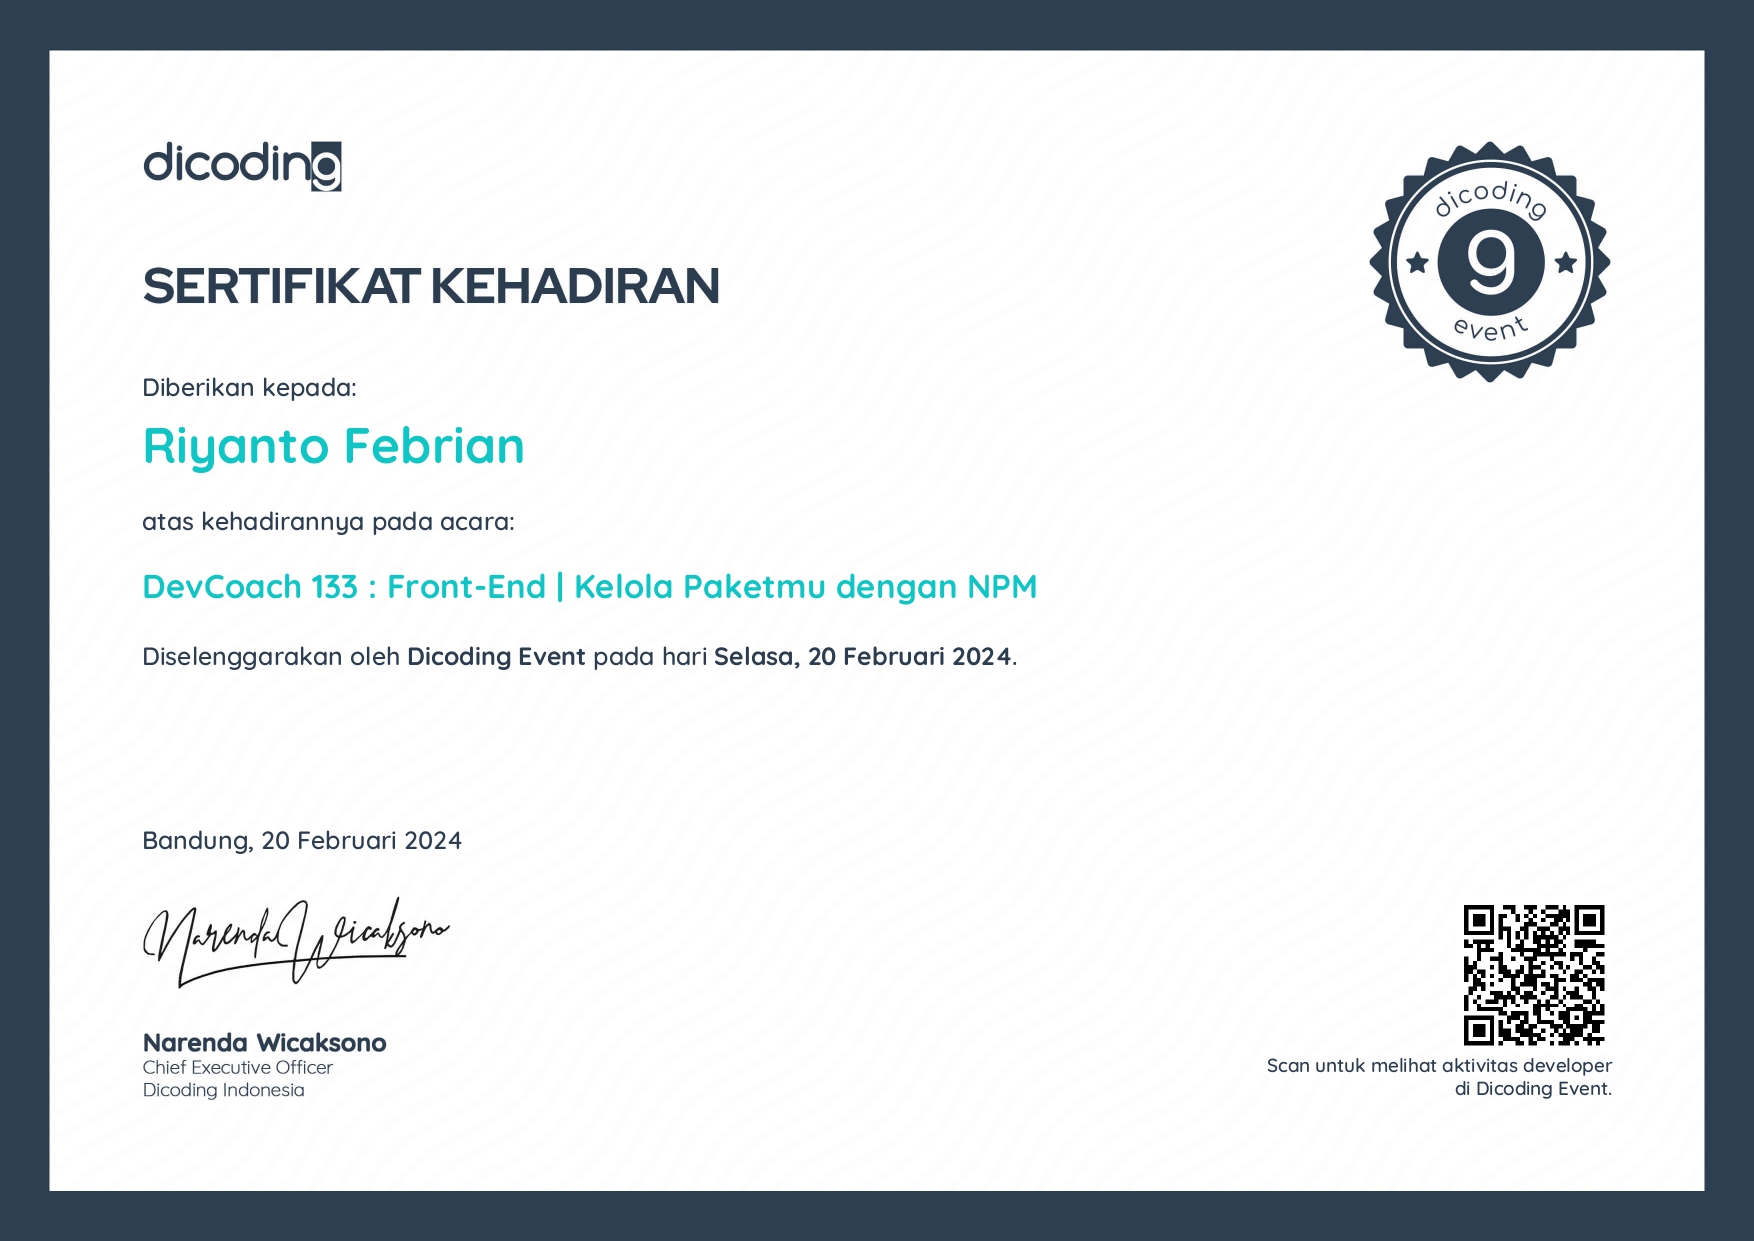 dicoding
dicoding
g
event
SERTIFIKAT KEHADIRAN
Diberikan kepada:
Riyanto Febrian
atas kehadirannya pada acara:
DevCoach 133 : Front-End | Kelola Paketmu dengan NPM
Diselenggarakan oleh Dicoding Event pada hari Selasa, 20 Februari 2024.
Bandung, 20 Februari 2024
Narenda Wicaksono
Narenda Wicaksono
Chief Executive Officer
Dicoding Indonesia
Scan untuk melihat aktivitas developer
di Dicoding Event.